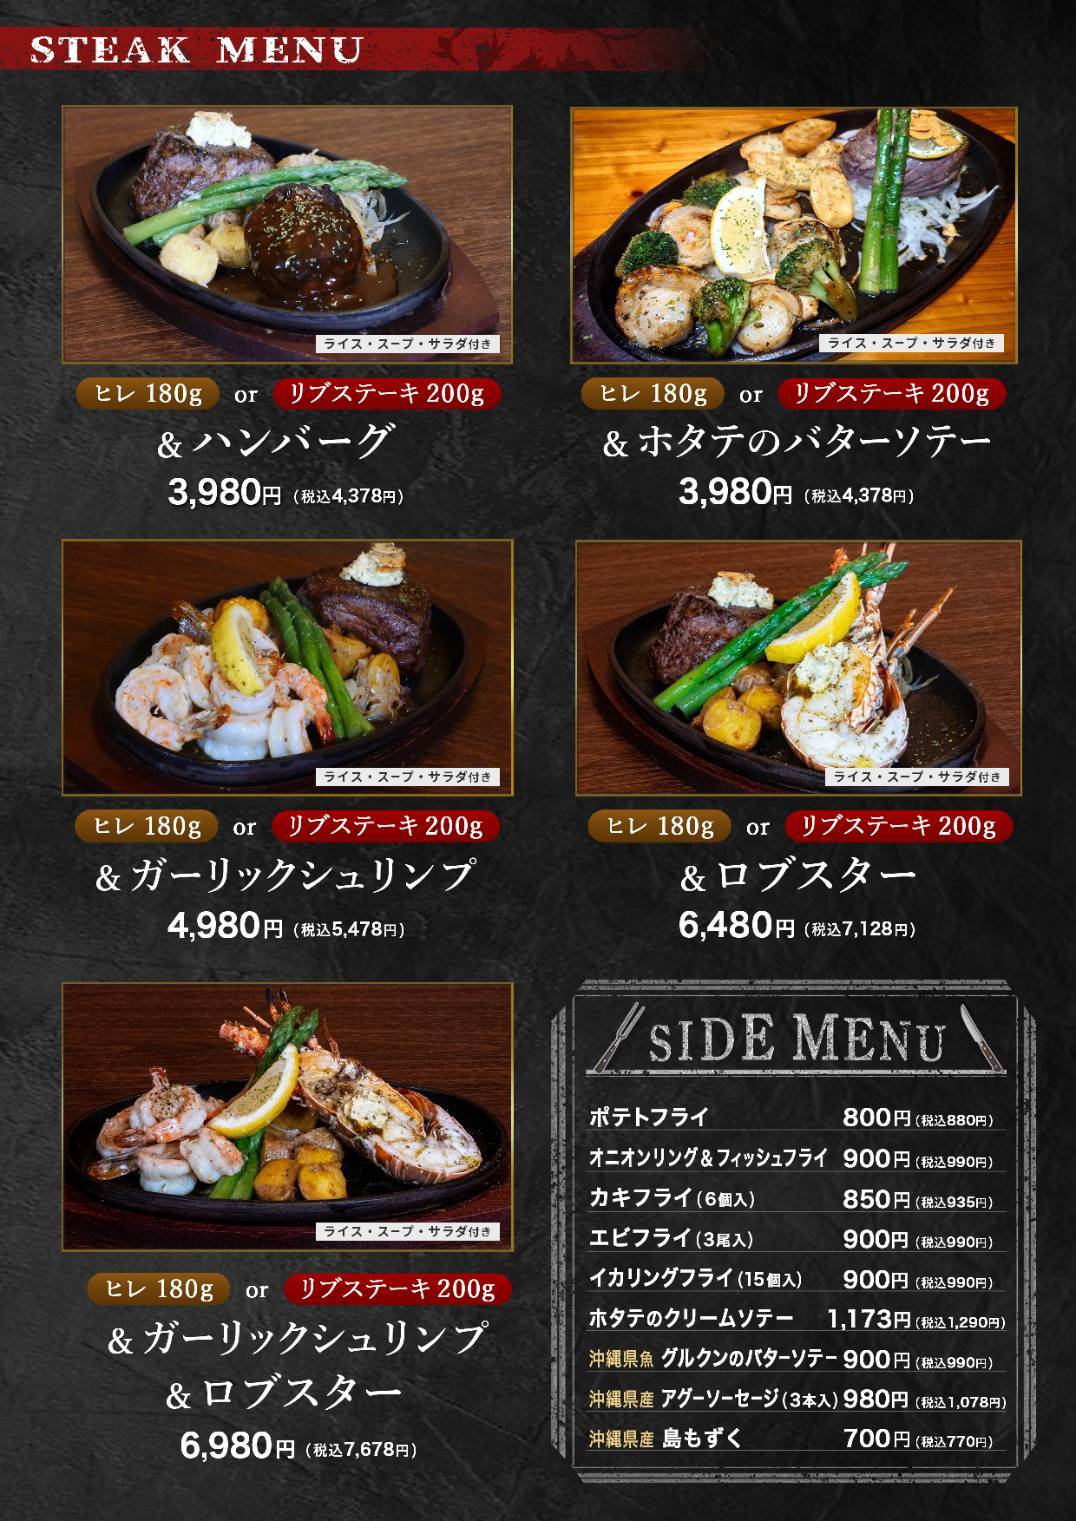 STEAK MENU
ライス・スープ・サラダ付き
ヒレ 180g or リブステーキ 200g
& ハンバーグ
3,980円 (税込4,378円)
ライス・スープ・サラダ付き
ヒレ 180g or リブステーキ 200g
& ホタテのバターソテー
3,980円 (税込4,378円)
ライス・スープ・サラダ付き
ヒレ 180g or リブステーキ 200g
& ガーリックシュリンプ
4,980円 (税込5,478円)
ライス・スープ・サラダ付き
ヒレ 180g or リブステーキ 200g
& ロブスター
6,480円 (税込7,128円)
ライス・スープ・サラダ付き
ヒレ 180g or リブステーキ 200g
& ガーリックシュリンプ
& ロブスター
6,980円 (税込7,678円)
SIDE MENU
ポテトフライ 800円 (税込880円)
オニオンリング&フィッシュフライ 900円 (税込990円)
カキフライ (6個入) 850円 (税込935円)
エビフライ (3尾入) 900円 (税込990円)
イカリングフライ (15個入) 900円 (税込990円)
ホタテのクリームソテー 1,173円 (税込1,290円)
沖縄県魚 グルクンのバターソテー 900円 (税込990円)
沖縄県産 アグーソーセージ (3本入) 980円 (税込1,078円)
沖縄県産 島もずく 700円 (税込770円)